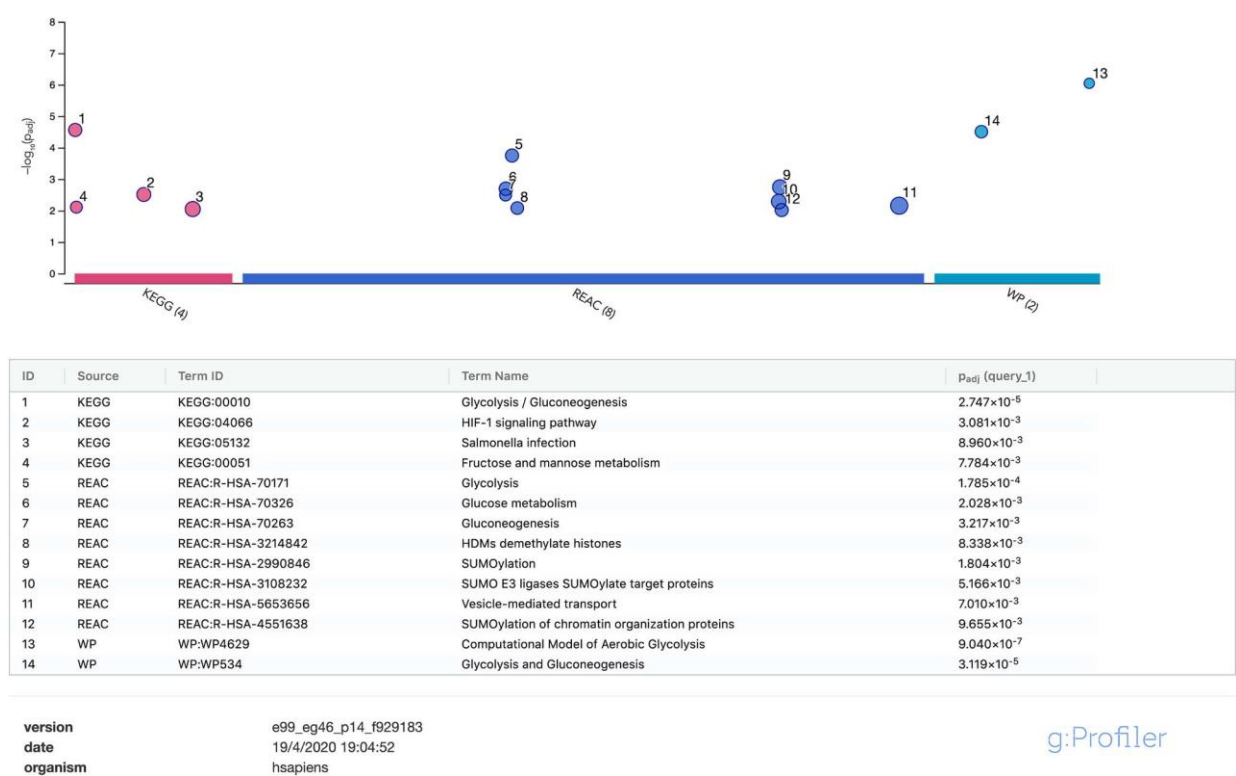 8
7
6
5
4
3
2
1
0
-log₁₀(padj)
1
4
2
3
5
6
7
8
9
10
12
11
14
13
KEGG (4)
REAC (8)
WP (2)
ID Source Term ID Term Name padj (query_1)
1 KEGG KEGG:00010 Glycolysis / Gluconeogenesis 2.747×10⁻⁵
2 KEGG KEGG:04066 HIF-1 signaling pathway 3.081×10⁻³
3 KEGG KEGG:05132 Salmonella infection 8.960×10⁻³
4 KEGG KEGG:00051 Fructose and mannose metabolism 7.784×10⁻³
5 REAC REAC:R-HSA-70171 Glycolysis 1.785×10⁻⁴
6 REAC REAC:R-HSA-70326 Glucose metabolism 2.028×10⁻³
7 REAC REAC:R-HSA-70263 Gluconeogenesis 3.217×10⁻³
8 REAC REAC:R-HSA-3214842 HDMs demethylate histones 8.338×10⁻³
9 REAC REAC:R-HSA-2990846 SUMOylation 1.804×10⁻³
10 REAC REAC:R-HSA-3108232 SUMO E3 ligases SUMOylate target proteins 5.166×10⁻³
11 REAC REAC:R-HSA-5653656 Vesicle-mediated transport 7.010×10⁻³
12 REAC REAC:R-HSA-4551638 SUMOylation of chromatin organization proteins 9.655×10⁻³
13 WP WP:WP4629 Computational Model of Aerobic Glycolysis 9.040×10⁻⁷
14 WP WP:WP534 Glycolysis and Gluconeogenesis 3.119×10⁻⁵
version e99_eg46_p14_f929183
date 19/4/2020 19:04:52
organism hsapiens
g:Profiler